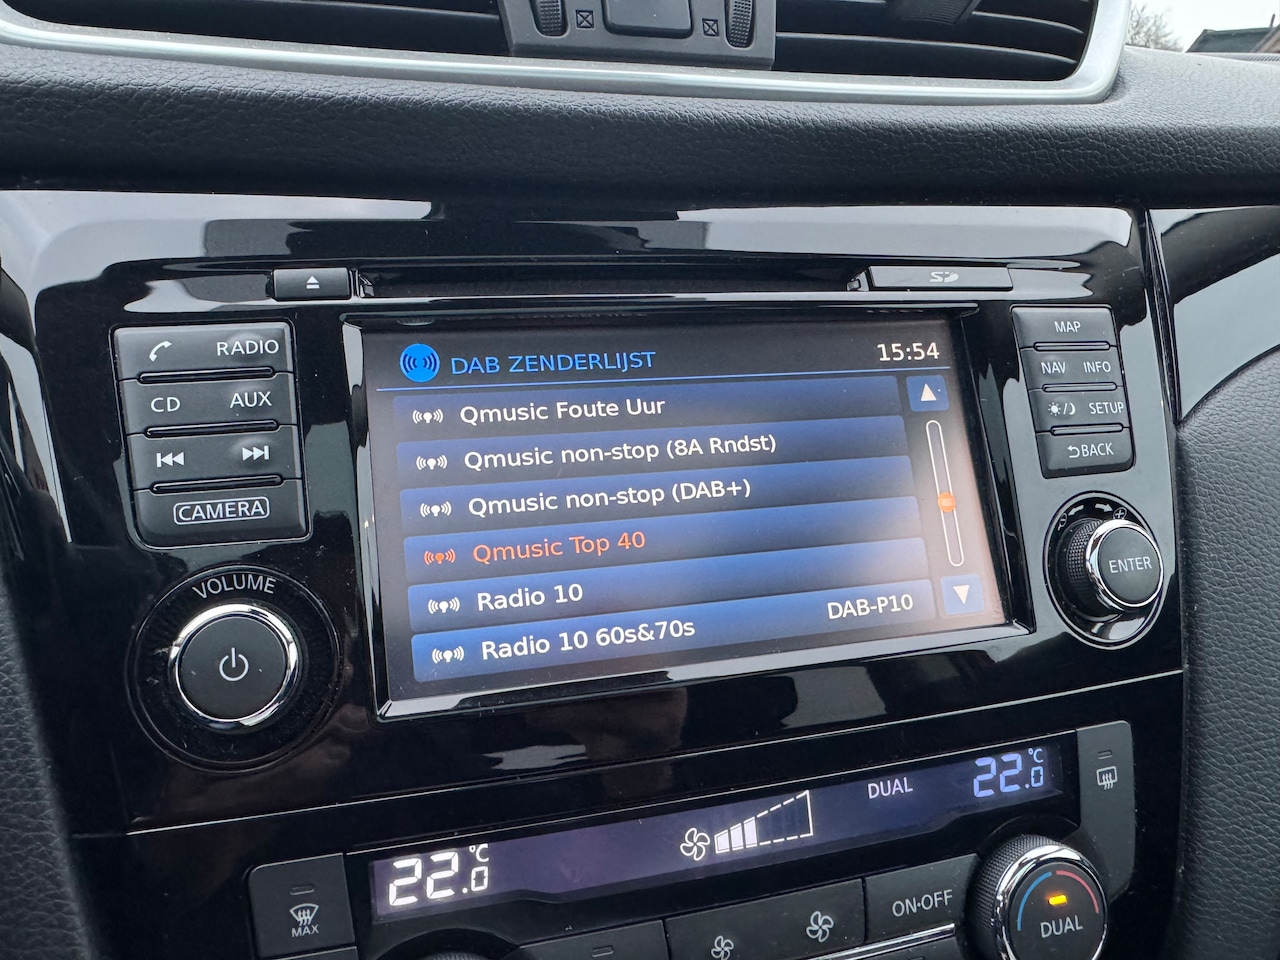 SD
RADIO
CD AUX
CAMERA
VOLUME
DAB ZENDERLIJST 15:54
Qmusic Foute Uur
Qmusic non-stop (8A Rndst)
Qmusic non-stop (DAB+)
Qmusic Top 40
Radio 10
Radio 10 60s&70s DAB-P10
MAP
NAV INFO
SETUP
BACK
ENTER
22.0 °C DUAL 22.0 °C
MAX
ON·OFF
DUAL